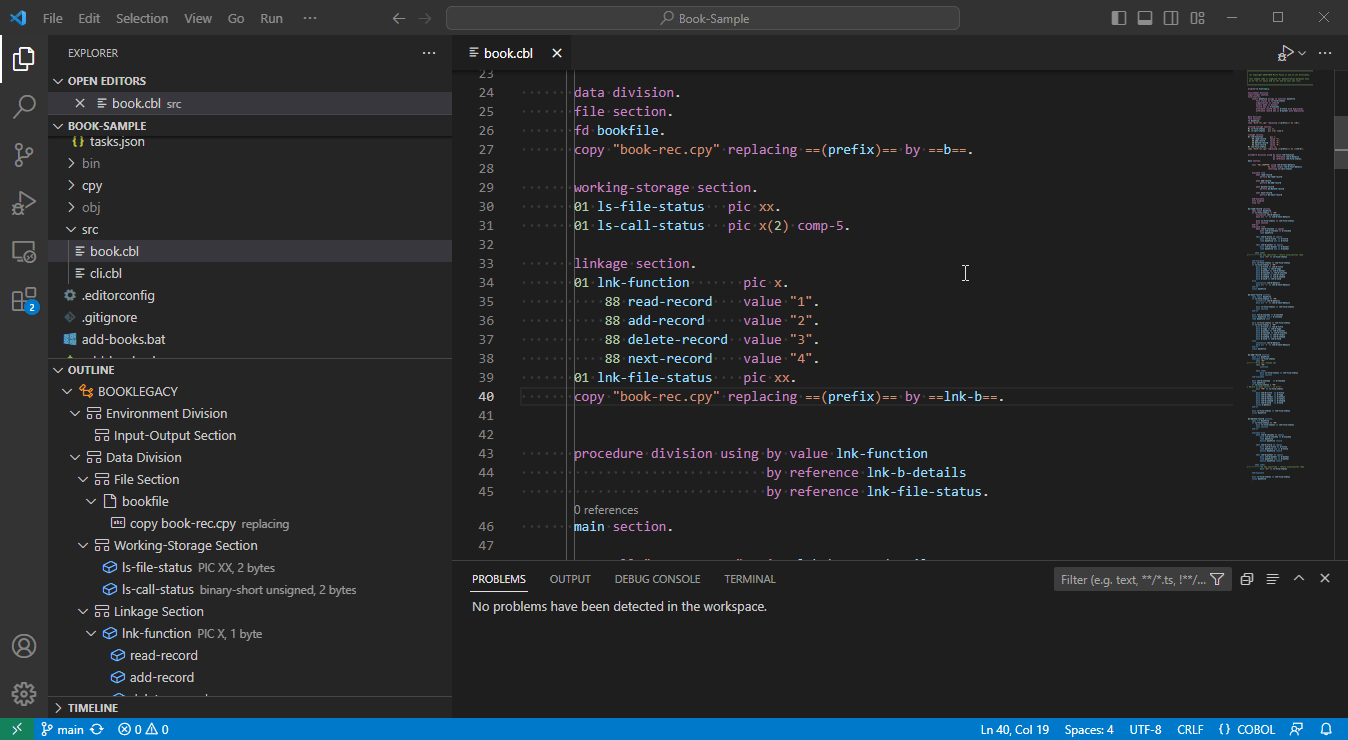 File Edit Selection View Go Run ··· Book-Sample
EXPLORER ···
OPEN EDITORS
book.cbl src
BOOK-SAMPLE
{} tasks.json
bin
cpy
obj
src
book.cbl
cli.cbl
.editorconfig
.gitignore
add-books.bat
OUTLINE
BOOKLEGACY
Environment Division
Input-Output Section
Data Division
File Section
bookfile
abc copy book-rec.cpy replacing
Working-Storage Section
ls-file-status PIC XX, 2 bytes
ls-call-status binary-short unsigned, 2 bytes
Linkage Section
lnk-function PIC X, 1 byte
read-record
add-record
TIMELINE
2
book.cbl
23
24 data division.
25 file section.
26 fd bookfile.
27 copy "book-rec.cpy" replacing ==(prefix)== by ==b==.
28
29 working-storage section.
30 01 ls-file-status pic xx.
31 01 ls-call-status pic x(2) comp-5.
32
33 linkage section.
34 01 lnk-function pic x.
35 88 read-record value "1".
36 88 add-record value "2".
37 88 delete-record value "3".
38 88 next-record value "4".
39 01 lnk-file-status pic xx.
40 copy "book-rec.cpy" replacing ==(prefix)== by ==lnk-b==.
41
42
43 procedure division using by value lnk-function
44 by reference lnk-b-details
45 by reference lnk-file-status.
0 references
46 main section.
47
PROBLEMS OUTPUT DEBUG CONSOLE TERMINAL Filter (e.g. text, **/*.ts, !**/...
No problems have been detected in the workspace.
main 0 0 Ln 40, Col 19 Spaces: 4 UTF-8 CRLF {} COBOL